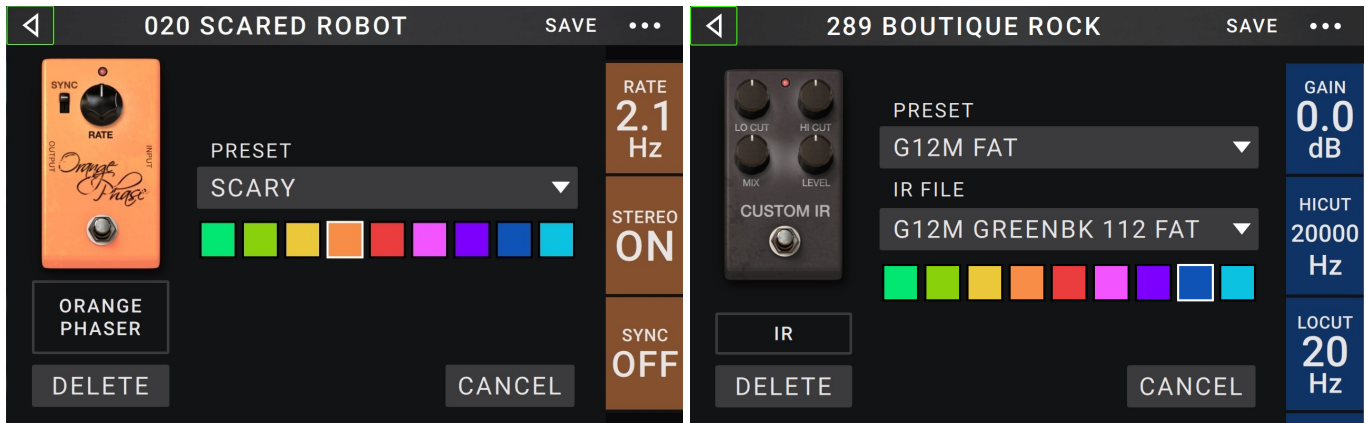 020 SCARED ROBOT
SAVE
SYNC
RATE
OUTPUT
INPUT
Orange
Phase
ORANGE
PHASER
DELETE
PRESET
SCARY
CANCEL
RATE
2.1
Hz
STEREO
ON
SYNC
OFF
289 BOUTIQUE ROCK
SAVE
LO CUT HI CUT
MIX LEVEL
CUSTOM IR
IR
DELETE
PRESET
G12M FAT
IR FILE
G12M GREENBK 112 FAT
CANCEL
GAIN
0.0
dB
HICUT
20000
Hz
LOCUT
20
Hz